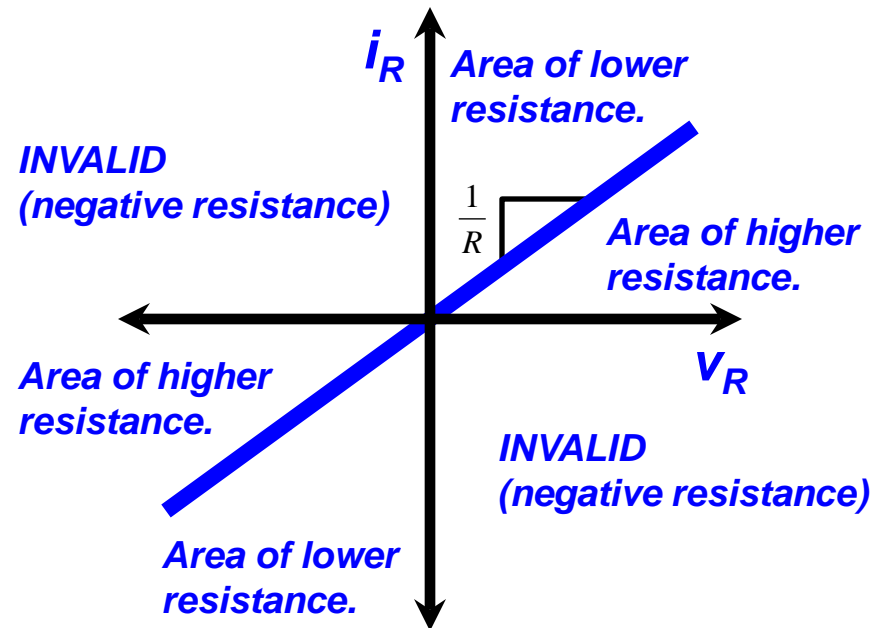 i_R
Area of lower
resistance.
INVALID
(negative resistance)
1
R
Area of higher
resistance.
v_R
Area of higher
resistance.
INVALID
(negative resistance)
Area of lower
resistance.